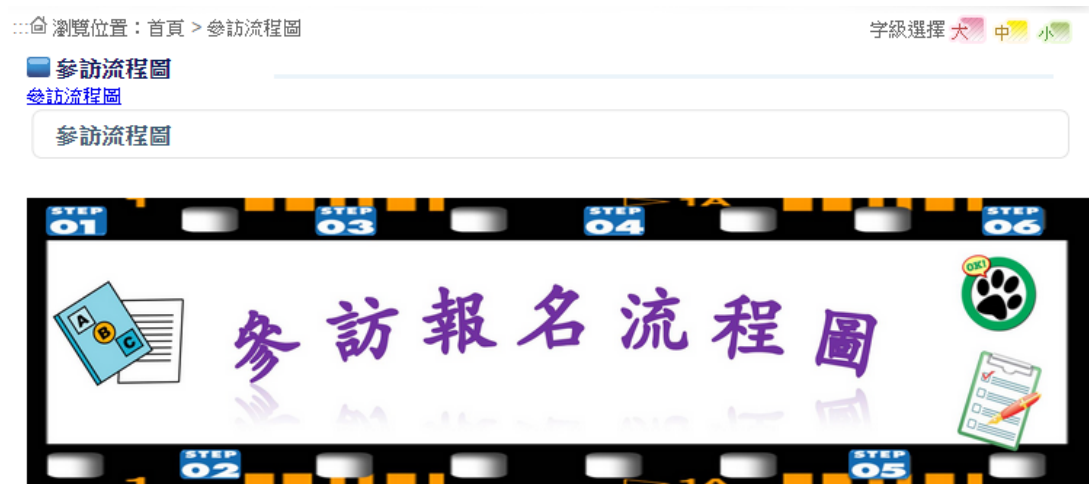 :::瀏覽位置：首頁 > 參訪流程圖
字級選擇 大 中 小
參訪流程圖
參訪流程圖
參訪流程圖
STEP 01
STEP 03
STEP 04
1A
STEP 06
OK!
A
B
C
參訪報名流程圖
STEP 02
STEP 05